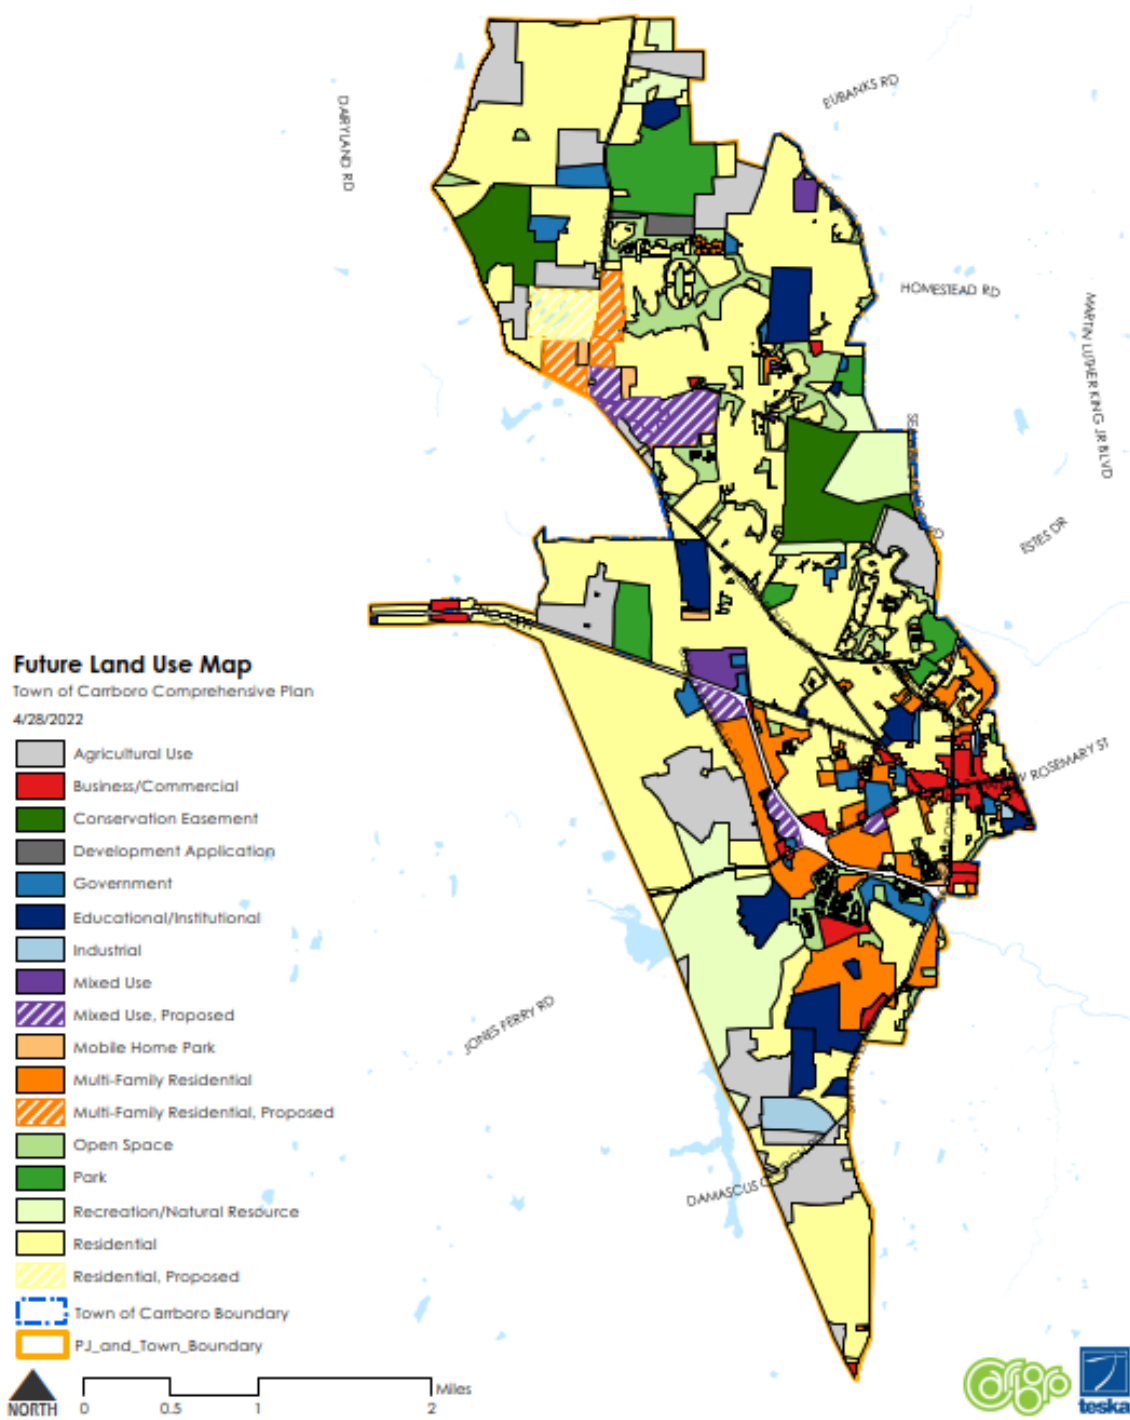 EUBANKS RD
DAIRYLAND RD
HOMESTEAD RD
MARTIN LUTHER KING JR BLVD
ESTES DR
ROSEMARY ST
JONES FERRY RD
DAMASCUS
Future Land Use Map
Town of Carrboro Comprehensive Plan
4/28/2022
Agricultural Use
Business/Commercial
Conservation Easement
Development Application
Government
Educational/Institutional
Industrial
Mixed Use
Mixed Use, Proposed
Mobile Home Park
Multi-Family Residential
Multi-Family Residential, Proposed
Open Space
Park
Recreation/Natural Resource
Residential
Residential, Proposed
Town of Carrboro Boundary
PJ_and_Town_Boundary
NORTH
0 0.5 1 2
Miles
Carrboro
teska